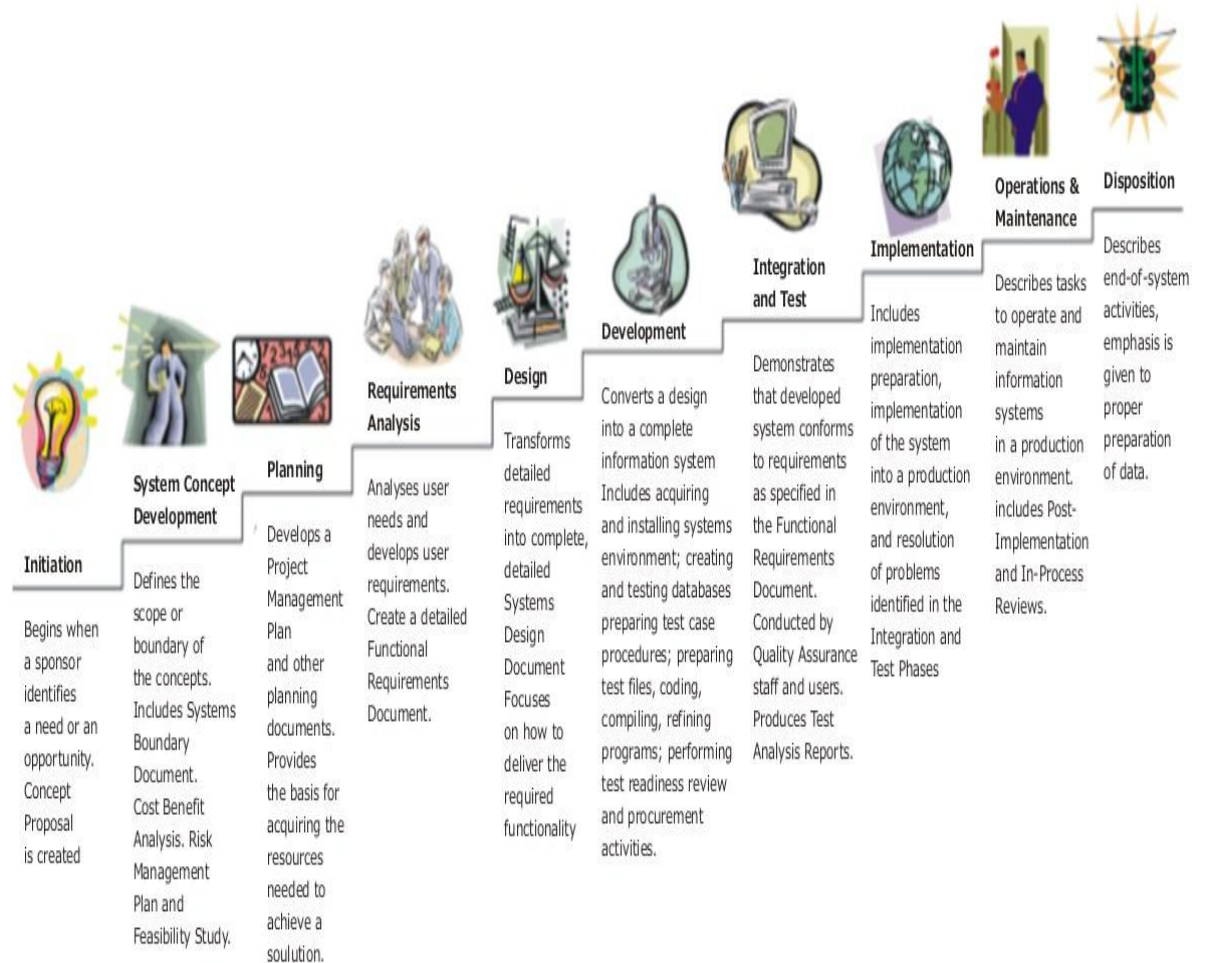 Initiation
Begins when
a sponsor
identifies
a need or an
opportunity.
Concept
Proposal
is created
System Concept
Development
Defines the
scope or
boundary of
the concepts.
Includes Systems
Boundary
Document.
Cost Benefit
Analysis. Risk
Management
Plan and
Feasibility Study.
Planning
Develops a
Project
Management
Plan
and other
planning
documents.
Provides
the basis for
acquiring the
resources
needed to
achieve a
soulution.
Requirements
Analysis
Analyses user
needs and
develops user
requirements.
Create a detailed
Functional
Requirements
Document.
Design
Transforms
detailed
requirements
into complete,
detailed
Systems
Design
Document
Focuses
on how to
deliver the
required
functionality
Development
Converts a design
into a complete
information system
Includes acquiring
and installing systems
environment; creating
and testing databases
preparing test case
procedures; preparing
test files, coding,
compiling, refining
programs; performing
test readiness review
and procurement
activities.
Integration
and Test
Demonstrates
that developed
system conforms
to requirements
as specified in
the Functional
Requirements
Document.
Conducted by
Quality Assurance
staff and users.
Produces Test
Analysis Reports.
Implementation
Includes
implementation
preparation,
implementation
of the system
into a production
environment,
and resolution
of problems
identified in the
Integration and
Test Phases
Operations &
Maintenance
Describes tasks
to operate and
maintain
information
systems
in a production
environment.
includes Post-
Implementation
and In-Process
Reviews.
Disposition
Describes
end-of-system
activities,
emphasis is
given to
proper
preparation
of data.